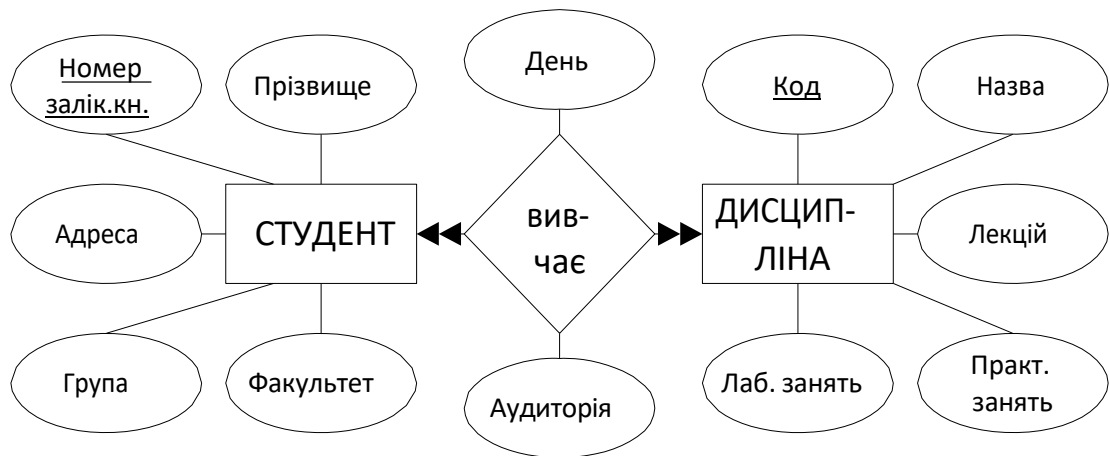 Номер
залік.кн.
Прізвище
День
Код
Назва
Адреса
СТУДЕНТ
вив-
чає
ДИСЦИП-
ЛІНА
Лекцій
Група
Факультет
Аудиторія
Лаб. занять
Практ.
занять